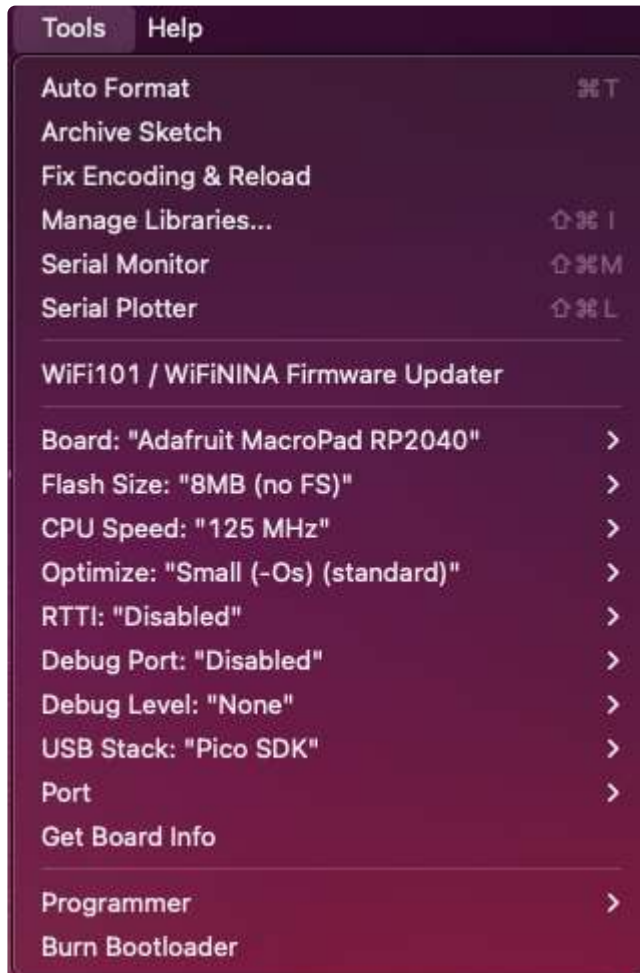 Tools Help
Auto Format ⌘T
Archive Sketch
Fix Encoding & Reload
Manage Libraries... ⇧⌘I
Serial Monitor ⇧⌘M
Serial Plotter ⇧⌘L
WiFi101 / WiFiNINA Firmware Updater
Board: "Adafruit MacroPad RP2040"
Flash Size: "8MB (no FS)"
CPU Speed: "125 MHz"
Optimize: "Small (-Os) (standard)"
RTTI: "Disabled"
Debug Port: "Disabled"
Debug Level: "None"
USB Stack: "Pico SDK"
Port
Get Board Info
Programmer
Burn Bootloader